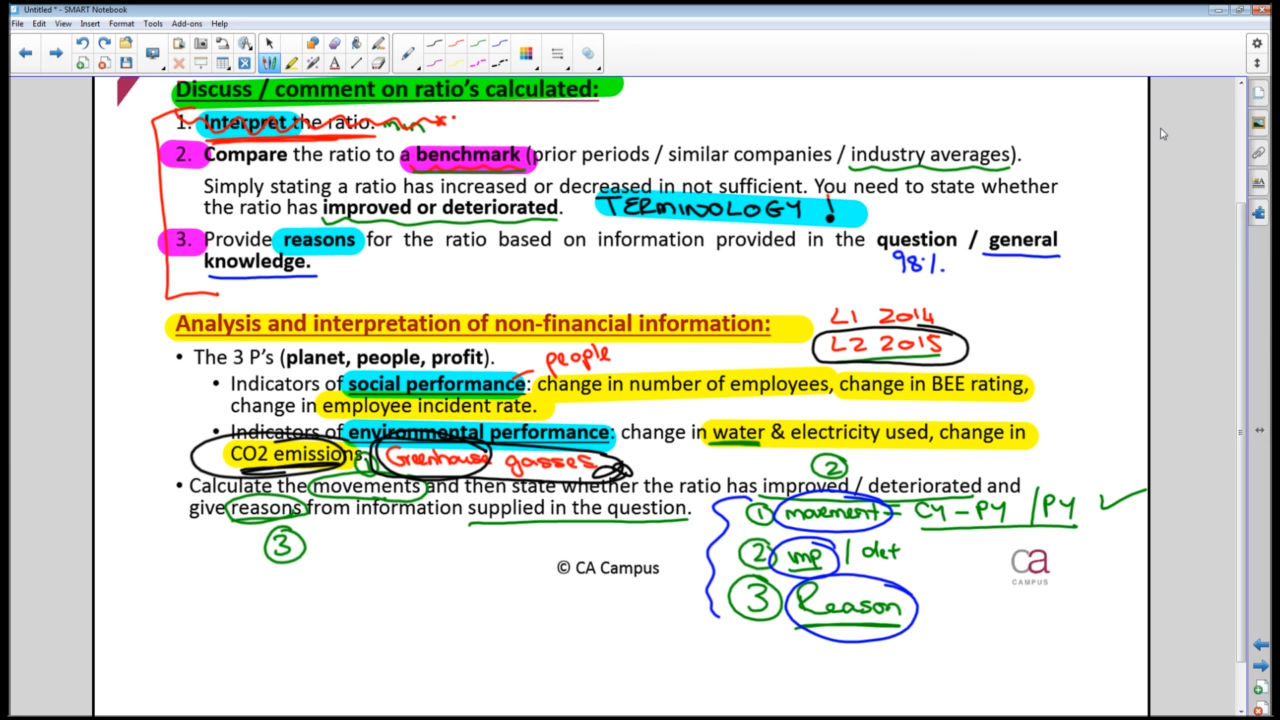 Untitled * - SMART Notebook
File Edit View Insert Format Tools Add-ons Help
Discuss / comment on ratio's calculated:
1. Interpret the ratio.
2. Compare the ratio to a benchmark (prior periods / similar companies / industry averages).
Simply stating a ratio has increased or decreased in not sufficient. You need to state whether
the ratio has improved or deteriorated. TERMINOLOGY !
3. Provide reasons for the ratio based on information provided in the question / general
knowledge. 98%.
Analysis and interpretation of non-financial information: L1 2014
L2 2015
• The 3 P's (planet, people, profit). people
• Indicators of social performance: change in number of employees, change in BEE rating,
change in employee incident rate.
• Indicators of environmental performance: change in water & electricity used, change in
CO2 emissions. Greenhouse gasses
1 2
• Calculate the movements and then state whether the ratio has improved / deteriorated and
give reasons from information supplied in the question.
3
1 movement = CY - PY / PY
2 imp / det
3 Reason
© CA Campus
ca
CAMPUS